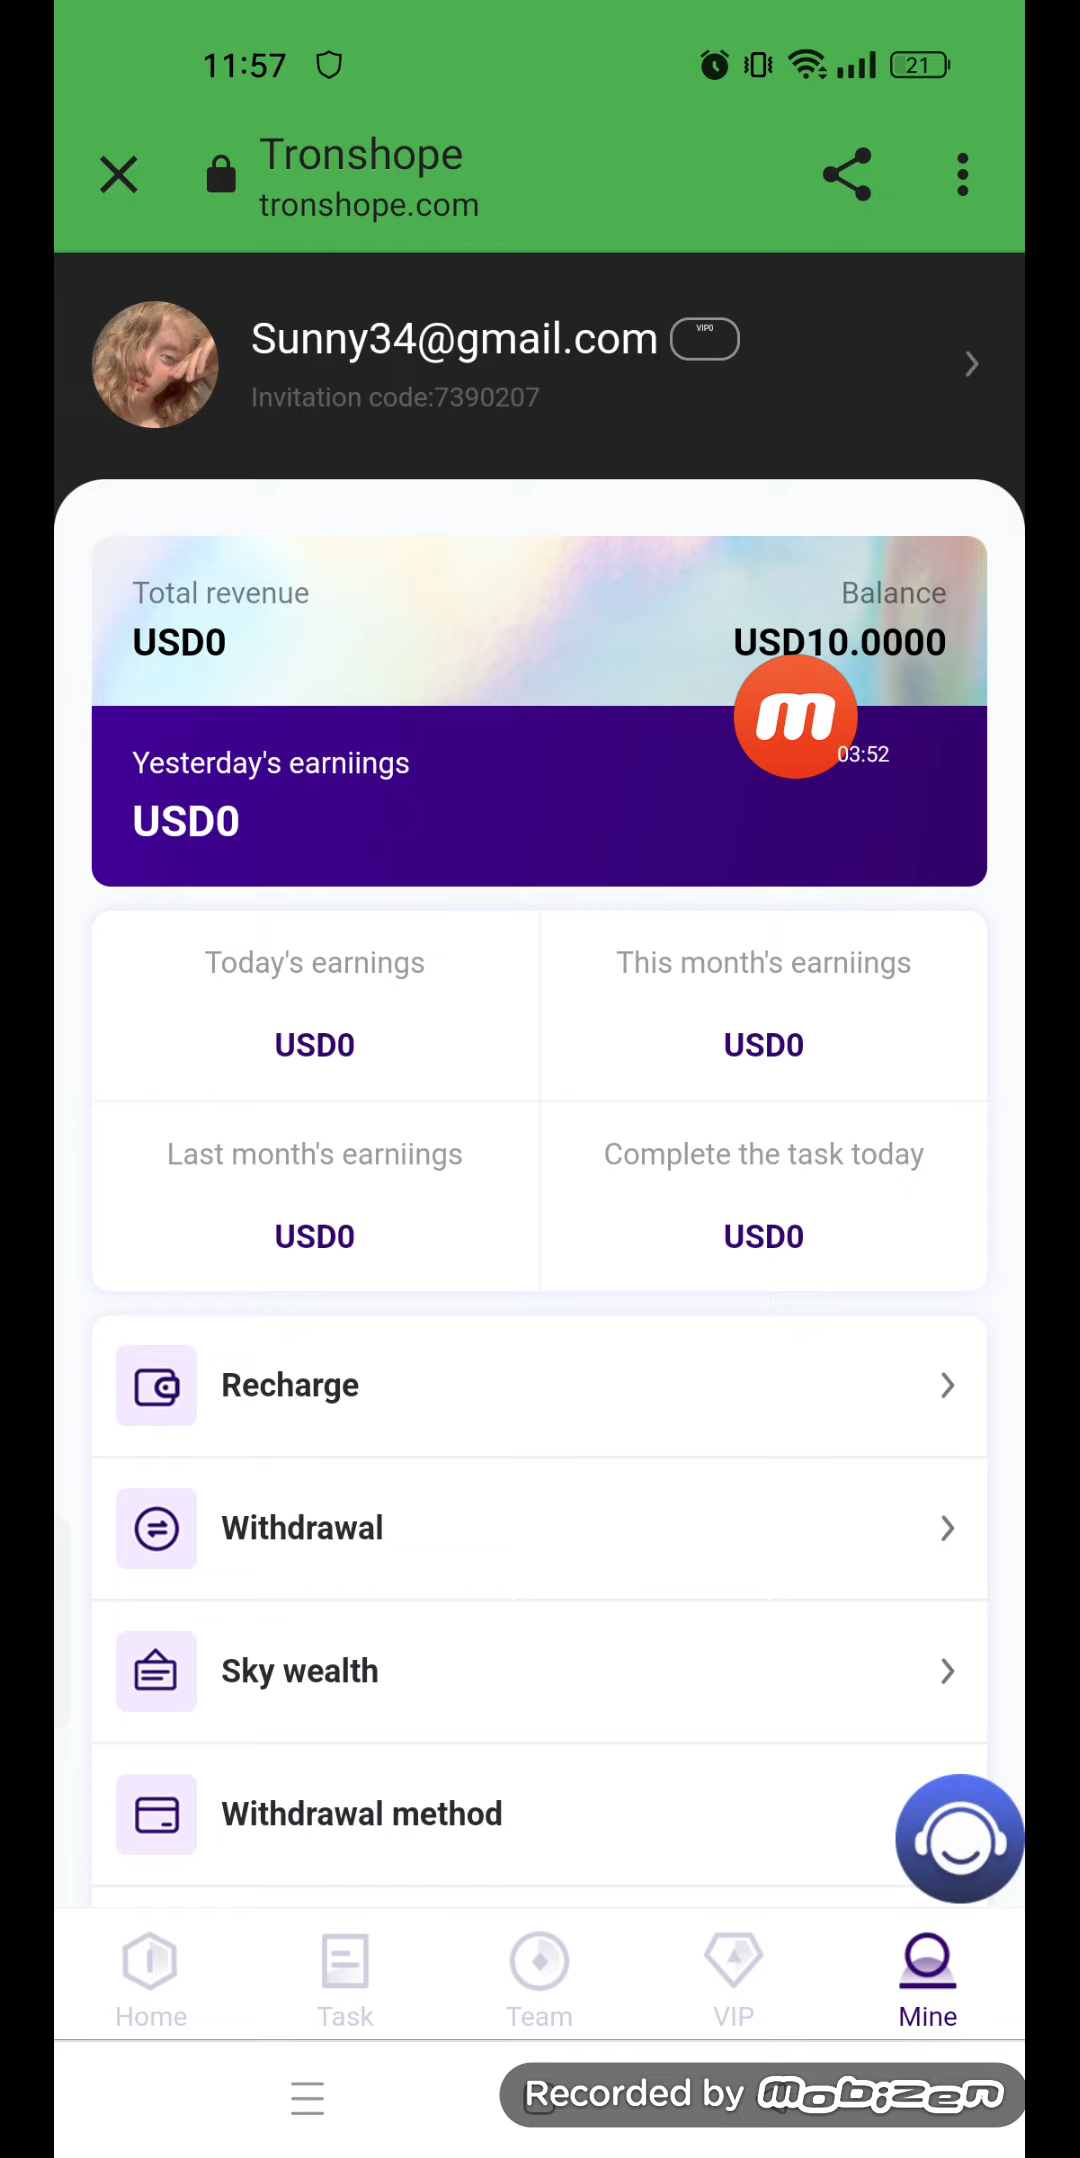 11:57
21
Tronshope
tronshope.com
Sunny34@gmail.com VIP0
Invitation code:7390207
Total revenue
Balance
USD0
USD10.0000
m
03:52
Yesterday's earniings
USD0
Today's earnings
This month's earniings
USD0
USD0
Last month's earniings
Complete the task today
USD0
USD0
Recharge
Withdrawal
Sky wealth
Withdrawal method
Home
Task
Team
VIP
Mine
Recorded by mobizen